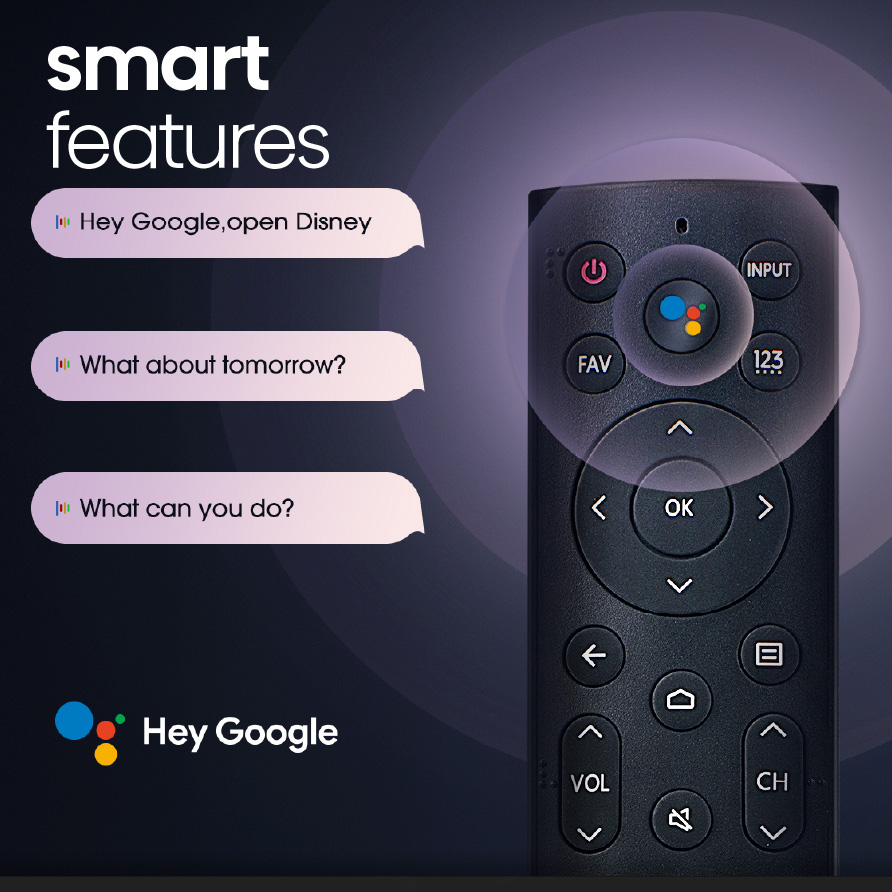 smart
features
Hey Google,open Disney
What about tomorrow?
What can you do?
Hey Google
INPUT
FAV
123
OK
VOL
CH